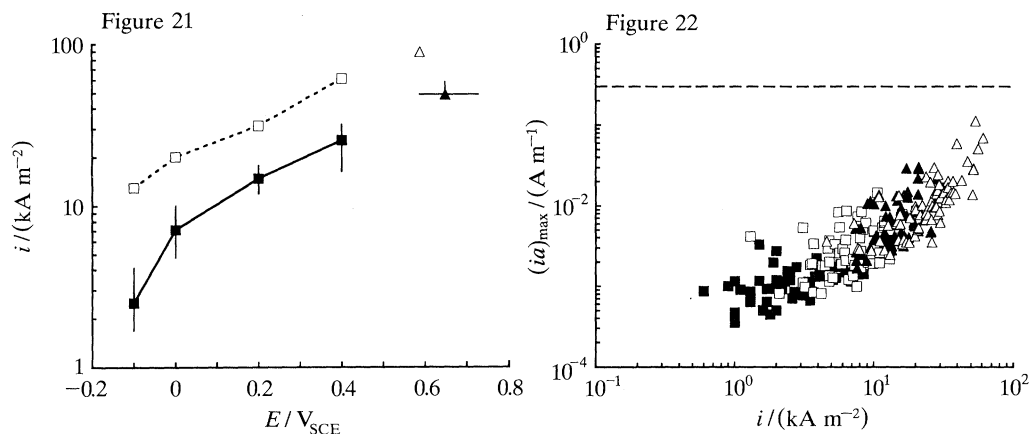 Figure 21
100
10
1
−0.2
0
0.2
0.4
0.6
0.8
i / (kA m⁻²)
E / V_SCE
Figure 22
10⁰
10⁻²
10⁻⁴
10⁻¹
10⁰
10¹
10²
(ia)_max / (A m⁻¹)
i / (kA m⁻²)